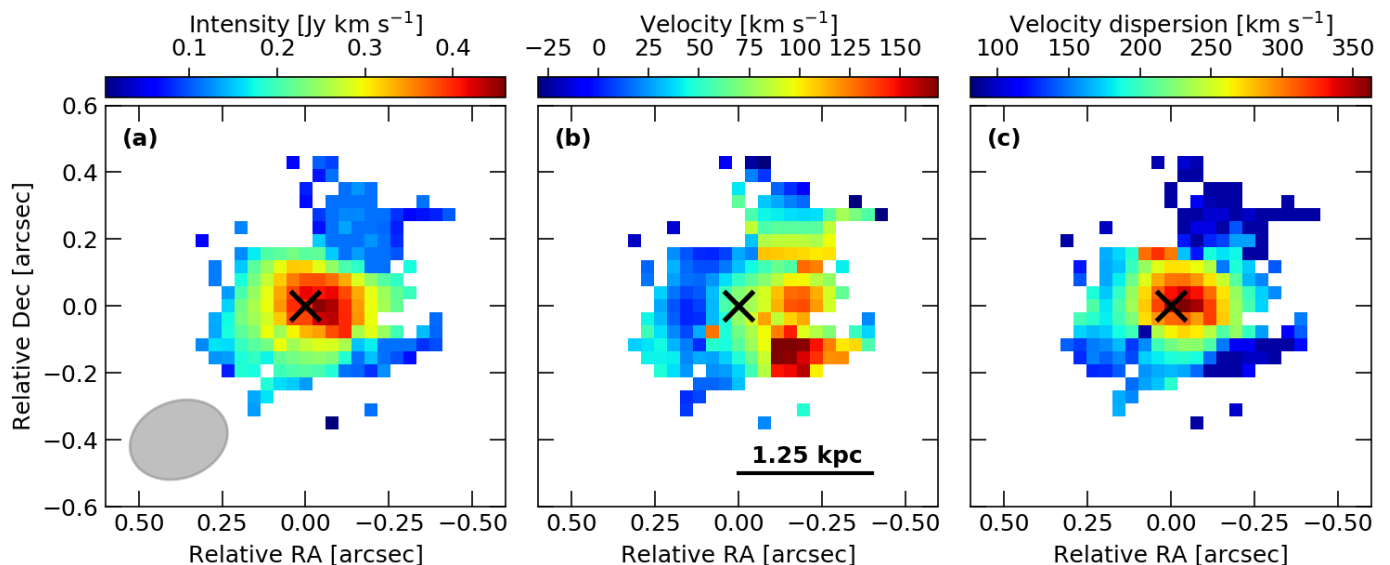 Intensity [Jy km s⁻¹]
0.1 0.2 0.3 0.4
Velocity [km s⁻¹]
−25 0 25 50 75 100 125 150
Velocity dispersion [km s⁻¹]
100 150 200 250 300 350
(a)
(b)
(c)
Relative Dec [arcsec]
0.6
0.4
0.2
0.0
−0.2
−0.4
−0.6
1.25 kpc
0.50 0.25 0.00 −0.25 −0.50
0.50 0.25 0.00 −0.25 −0.50
0.50 0.25 0.00 −0.25 −0.50
Relative RA [arcsec]
Relative RA [arcsec]
Relative RA [arcsec]